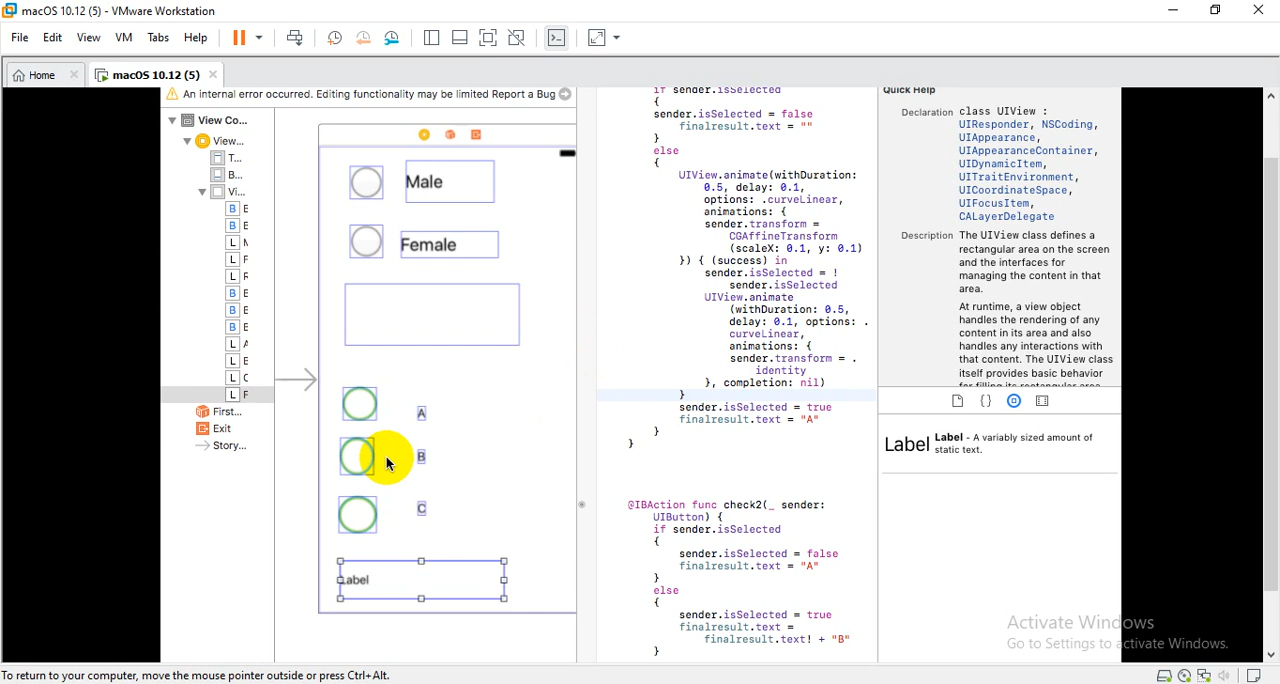 macOS 10.12 (5) - VMware Workstation
File Edit View VM Tabs Help
Home macOS 10.12 (5)
An internal error occurred. Editing functionality may be limited Report a Bug
View Co...
View...
T...
B...
Vi...
B
B
L
L
L
B
B
B
L
L
L
L
First...
Exit
Story...
Male
Female
A
B
C
Label
if sender.isSelected
{
sender.isSelected = false
finalresult.text = ""
}
else
{
UIView.animate(withDuration:
0.5, delay: 0.1,
options: .curveLinear,
animations: {
sender.transform =
CGAffineTransform
(scaleX: 0.1, y: 0.1)
}) { (success) in
sender.isSelected = !
sender.isSelected
UIView.animate
(withDuration: 0.5,
delay: 0.1, options: .
curveLinear,
animations: {
sender.transform = .
identity
}, completion: nil)
}
sender.isSelected = true
finalresult.text = "A"
}
}
@IBAction func check2(_ sender:
UIButton) {
if sender.isSelected
{
sender.isSelected = false
finalresult.text = "A"
}
else
{
sender.isSelected = true
finalresult.text =
finalresult.text! + "B"
}
Quick Help
Declaration class UIView :
UIResponder, NSCoding,
UIAppearance,
UIAppearanceContainer,
UIDynamicItem,
UITraitEnvironment,
UICoordinateSpace,
UIFocusItem,
CALayerDelegate
Description The UIView class defines a
rectangular area on the screen
and the interfaces for
managing the content in that
area.
At runtime, a view object
handles the rendering of any
content in its area and also
handles any interactions with
that content. The UIView class
itself provides basic behavior
for filling its rectangular area
{}
Label Label - A variably sized amount of
static text.
Activate Windows
Go to Settings to activate Windows.
To return to your computer, move the mouse pointer outside or press Ctrl+Alt.